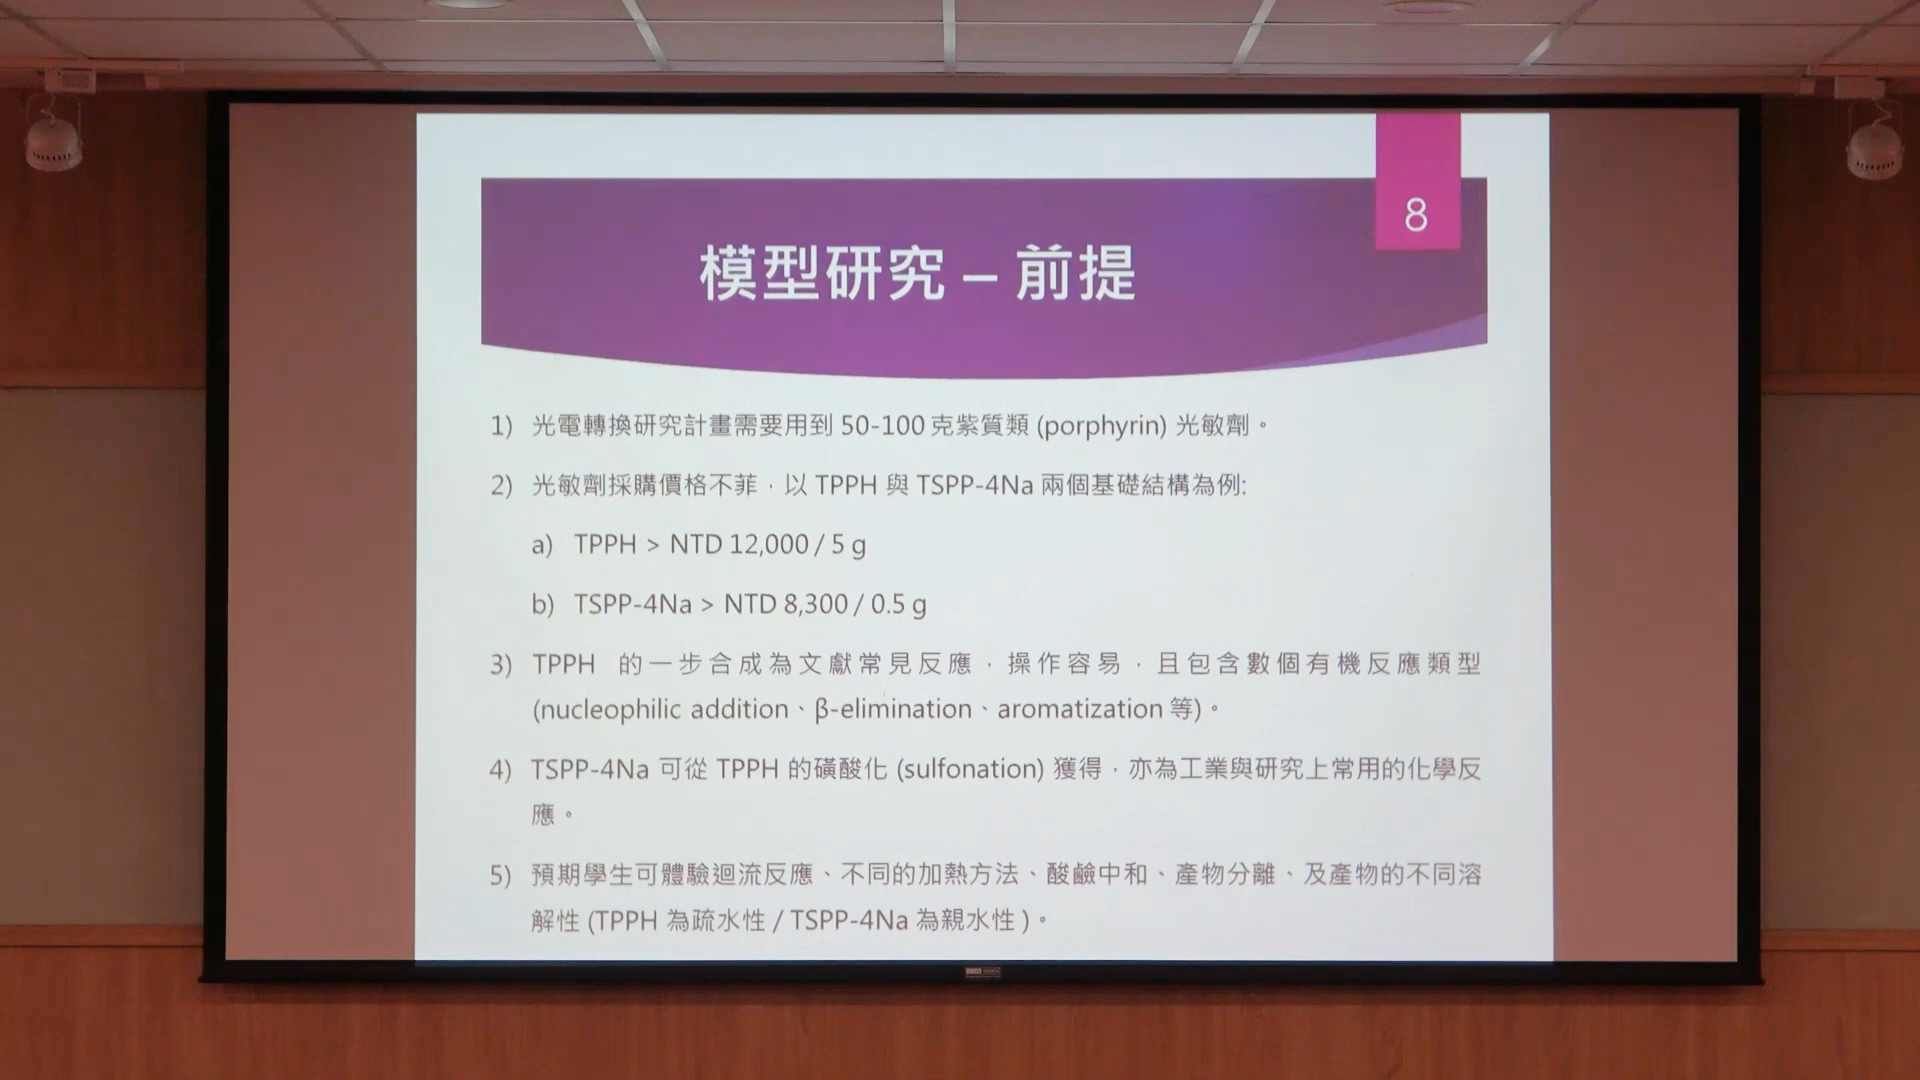 8
模型研究 – 前提
1) 光電轉換研究計畫需要用到 50-100 克紫質類 (porphyrin) 光敏劑。
2) 光敏劑採購價格不菲，以 TPPH 與 TSPP-4Na 兩個基礎結構為例:
a) TPPH > NTD 12,000 / 5 g
b) TSPP-4Na > NTD 8,300 / 0.5 g
3) TPPH 的一步合成為文獻常見反應，操作容易，且包含數個有機反應類型
(nucleophilic addition、β-elimination、aromatization 等)。
4) TSPP-4Na 可從 TPPH 的磺酸化 (sulfonation) 獲得，亦為工業與研究上常用的化學反
應。
5) 預期學生可體驗迴流反應、不同的加熱方法、酸鹼中和、產物分離、及產物的不同溶
解性 (TPPH 為疏水性 / TSPP-4Na 為親水性 )。